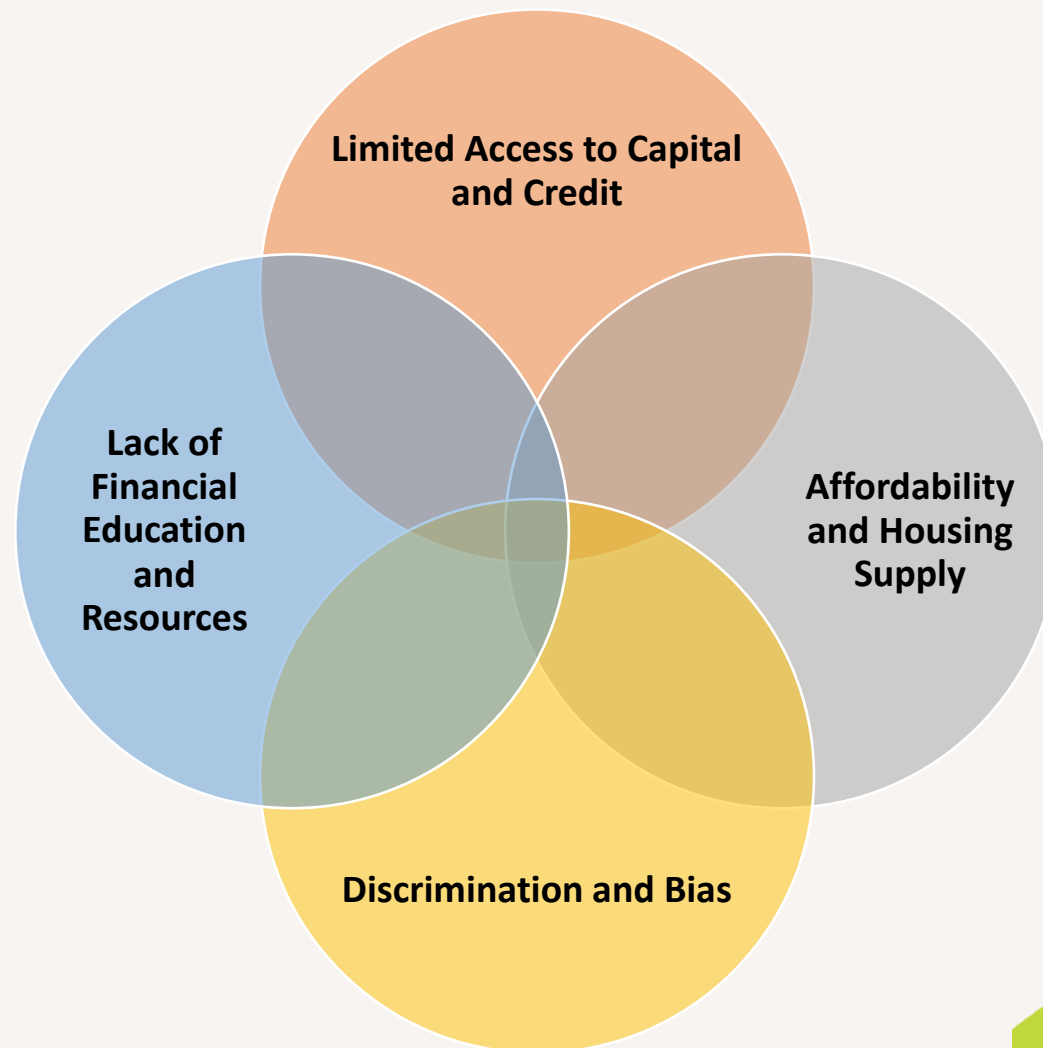 Limited Access to Capital
and Credit
Lack of
Financial
Education
and
Resources
Affordability
and Housing
Supply
Discrimination and Bias